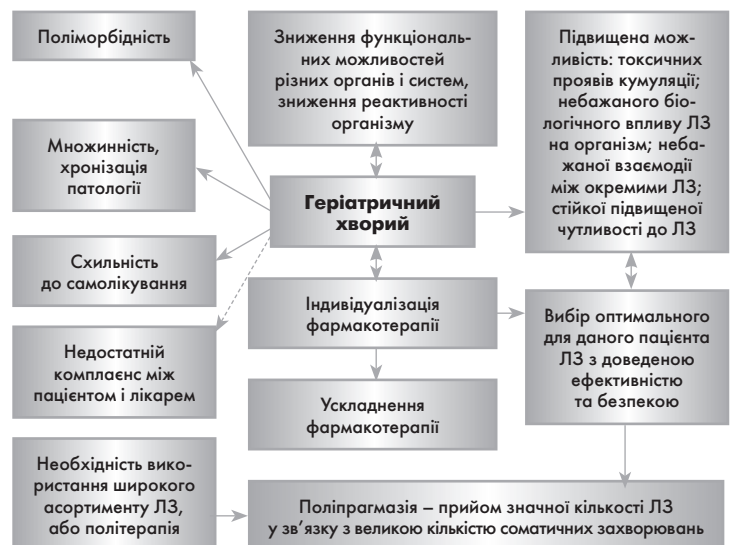 Поліморбідність
Множинність,
хронізація
патології
Схильність
до самолікування
Недостатній
комплаєнс між
пацієнтом і лікарем
Необхідність вико-
ристання широкого
асортименту ЛЗ,
або політерапія
Зниження функціональ-
них можливостей
різних органів і систем,
зниження реактивності
організму
Геріатричний
хворий
Індивідуалізація
фармакотерапії
Ускладнення
фармакотерапії
Підвищена мож-
ливість: токсичних
проявів кумуляції;
небажаного біо-
логічного впливу ЛЗ
на організм; неба-
жаної взаємодії
між окремими ЛЗ;
стійкої підвищеної
чутливості до ЛЗ
Вибір оптимального
для даного пацієнта
ЛЗ з доведеною
ефективністю
та безпекою
Поліпрагмазія – прийом значної кількості ЛЗ
у зв’язку з великою кількістю соматичних захворювань